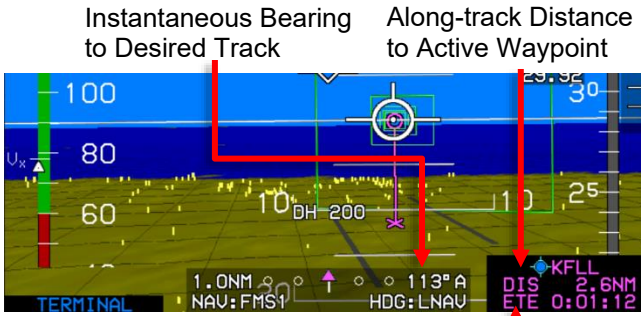 Instantaneous Bearing
to Desired Track
Along-track Distance
to Active Waypoint
29.92
100
30
Vx
80
10
DH 200
10
25
60
1.0NM
113°A
KFLL
DIS 2.6NM
TERMINAL
NAV:FMS1
30
HDG:LNAV
ETE 0:01:12